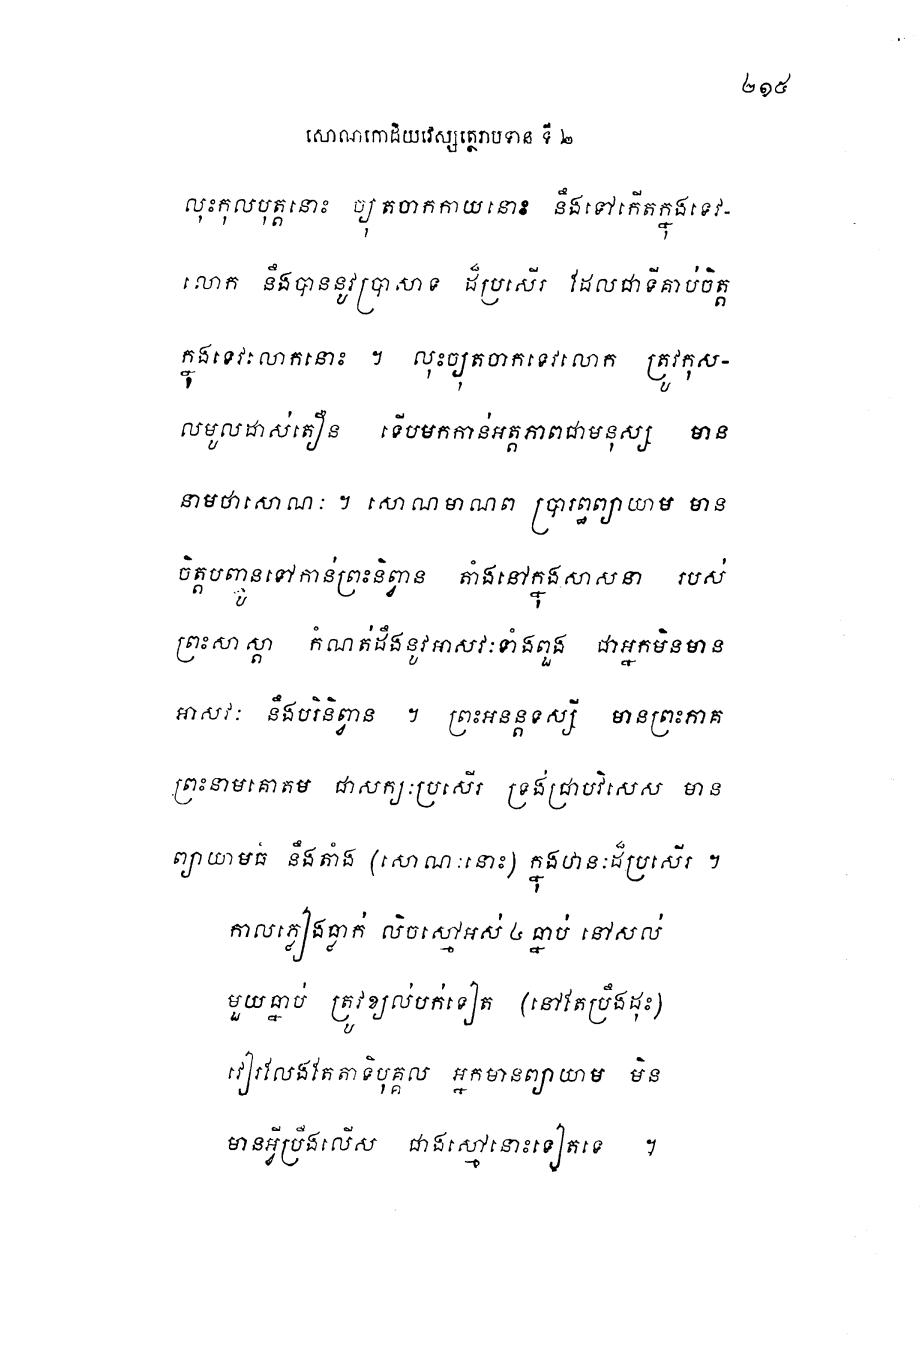 ២១៥
សោណកោដិយវេស្សត្ថេរាបទាន ទី ២
លុះកុលបុត្តនោះ ច្យុតចាកកាយនោះ នឹងទៅកើតក្នុងទេវ-
លោក នឹងបាននូវប្រាសាទ ដ៏ប្រសើរ ដែលជាទីគាប់ចិត្ត
ក្នុងទេវៈលោកនោះ ។ លុះច្យុតចាកទេវលោក ត្រូវកុស-
លមូលដាស់តឿន ទើបមកកាន់អត្តភាពជាមនុស្ស មាន
នាមថាសោណៈ ។ សោណមាណព ប្រារព្ធព្យាយាម មាន
ចិត្តបញ្ជូនទៅកាន់ព្រះនិព្វាន តាំងនៅក្នុងសាសនា របស់
ព្រះសាស្តា កំណត់ដឹងនូវអាសវៈទាំងពួង ជាអ្នកមិនមាន
អាសវៈ នឹងបរិនិព្វាន ។ ព្រះអនន្តទស្សី មានព្រះភាគ
ព្រះនាមគោតម ជាសក្យៈប្រសើរ ទ្រង់ជ្រាបវិសេស មាន
ព្យាយាមធំ នឹងតាំង (សោណៈនោះ) ក្នុងឋានៈដ៏ប្រសើរ ។
កាលភ្លៀងធ្លាក់ លិចស្មៅអស់ ៤ ធ្នាប់ នៅសល់
មួយធ្នាប់ ត្រូវខ្យល់បក់ទៀត (នៅតែប្រឹងដុះ)
វៀរលែងតែតាទិបុគ្គល អ្នកមានព្យាយាម មិន
មានអ្វីប្រឹងលើស ជាងស្មៅនោះទៀតទេ ។